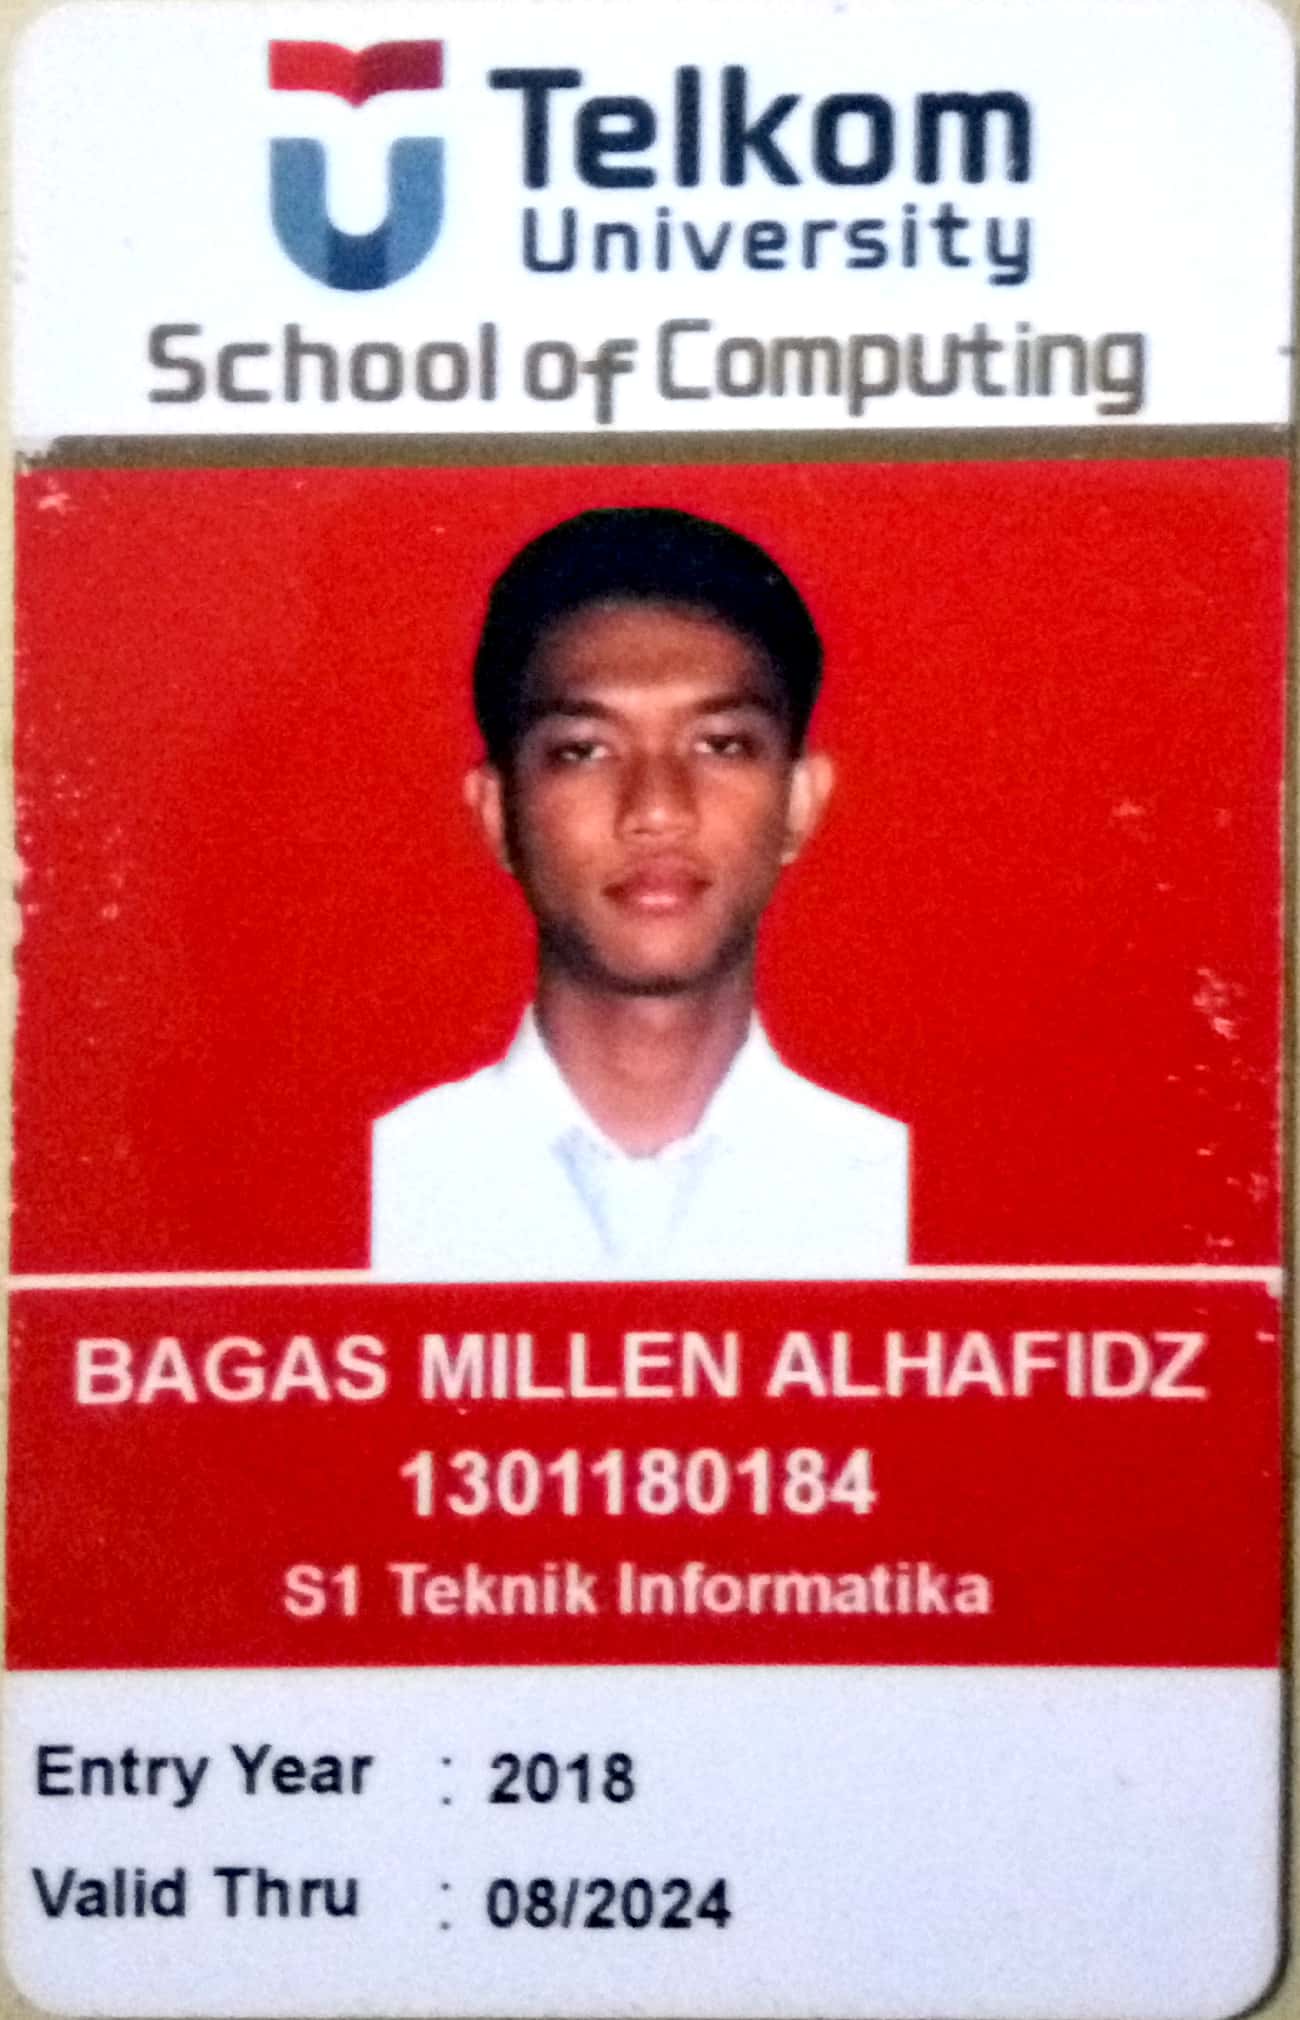 Telkom
University
School of Computing
BAGAS MILLEN ALHAFIDZ
1301180184
S1 Teknik Informatika
Entry Year : 2018
Valid Thru : 08/2024